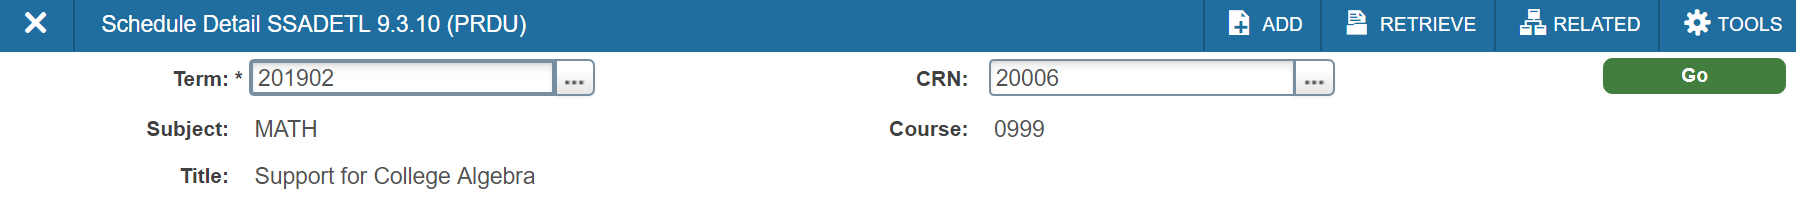 Schedule Detail SSADETL 9.3.10 (PRDU) ADD RETRIEVE RELATED TOOLS
Term: * 201902 ... CRN: 20006 ... Go
Subject: MATH Course: 0999
Title: Support for College Algebra